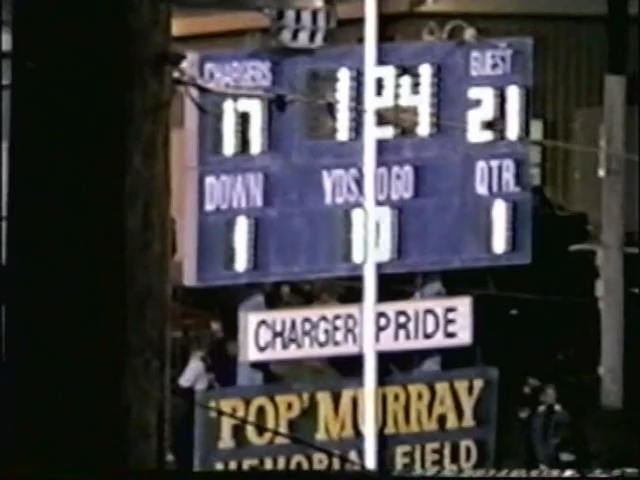 CHARGERS GUEST
17 1:24 21
DOWN YDS. TO GO QTR.
1 10 1
CHARGER PRIDE
'POP' MURRAY
MEMORIAL FIELD